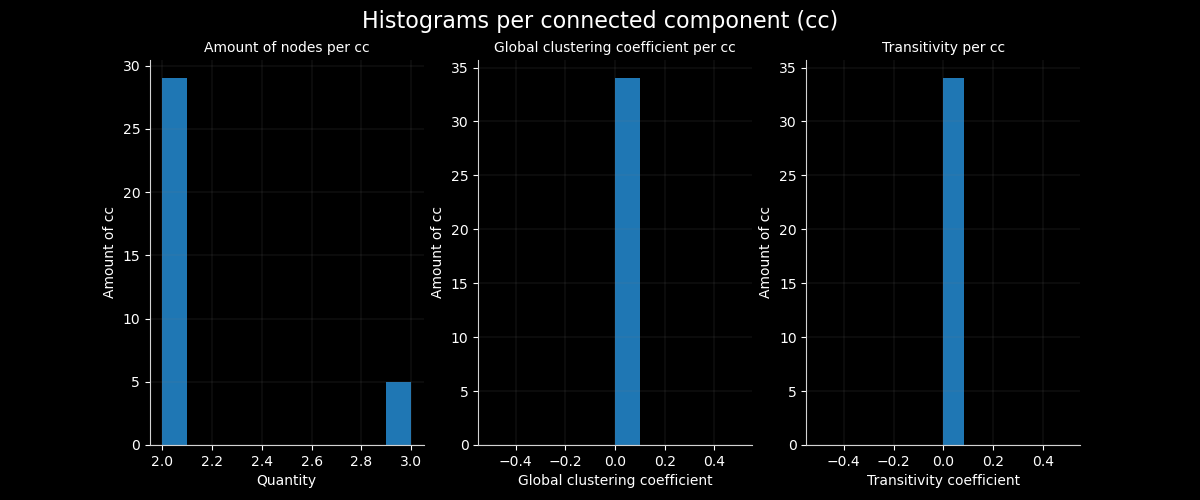 Histograms per connected component (cc)
Amount of nodes per cc
Global clustering coefficient per cc
Transitivity per cc
30
25
20
15
10
5
0
Amount of cc
2.0 2.2 2.4 2.6 2.8 3.0
Quantity
35
30
25
20
15
10
5
0
Amount of cc
−0.4 −0.2 0.0 0.2 0.4
Global clustering coefficient
35
30
25
20
15
10
5
0
Amount of cc
−0.4 −0.2 0.0 0.2 0.4
Transitivity coefficient